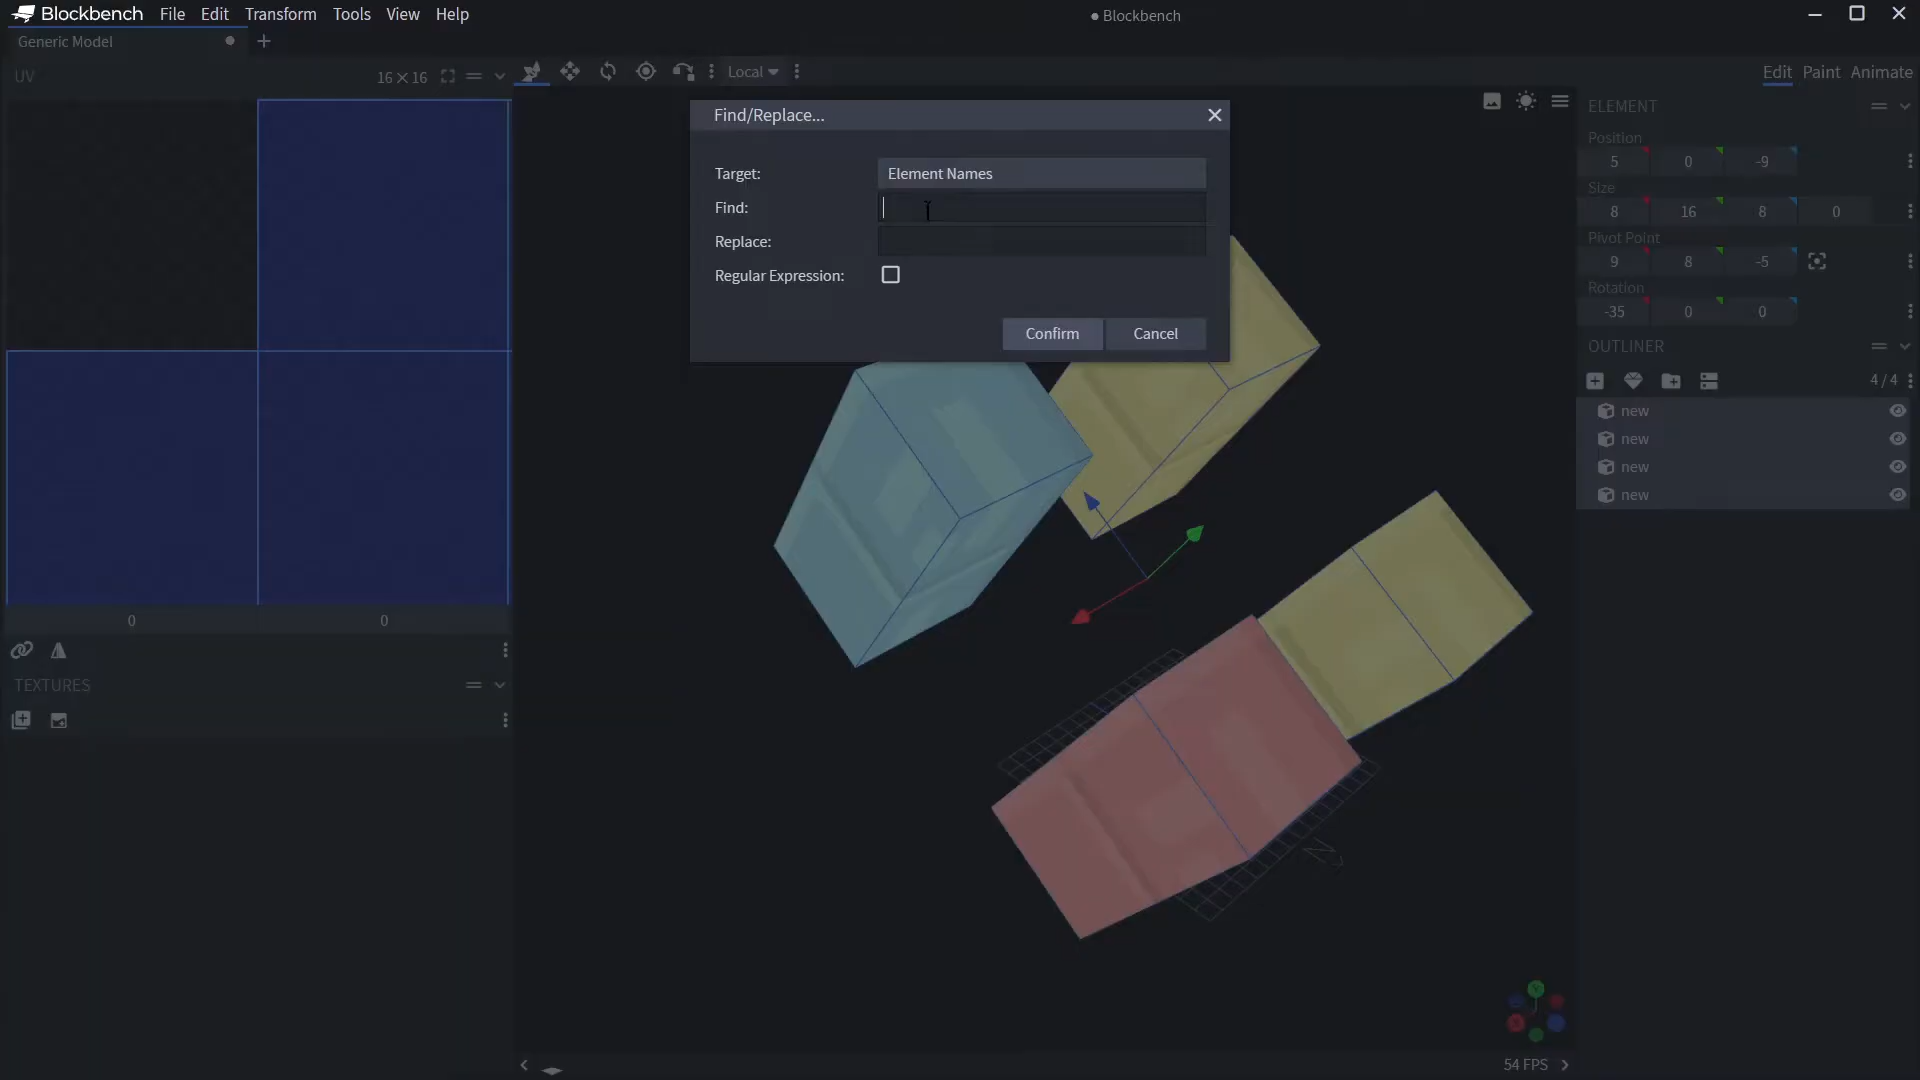 Blockbench File Edit Transform Tools View Help
● Blockbench
Generic Model
UV 16×16
Local
Edit Paint Animate
Find/Replace...
Target: Element Names
Find:
Replace:
Regular Expression:
Confirm Cancel
ELEMENT
Position
5 0 -9
Size
8 16 8 0
Pivot Point
9 8 -5
Rotation
-35 0 0
OUTLINER
4 / 4
new
new
new
new
0 0
TEXTURES
N
Y
54 FPS